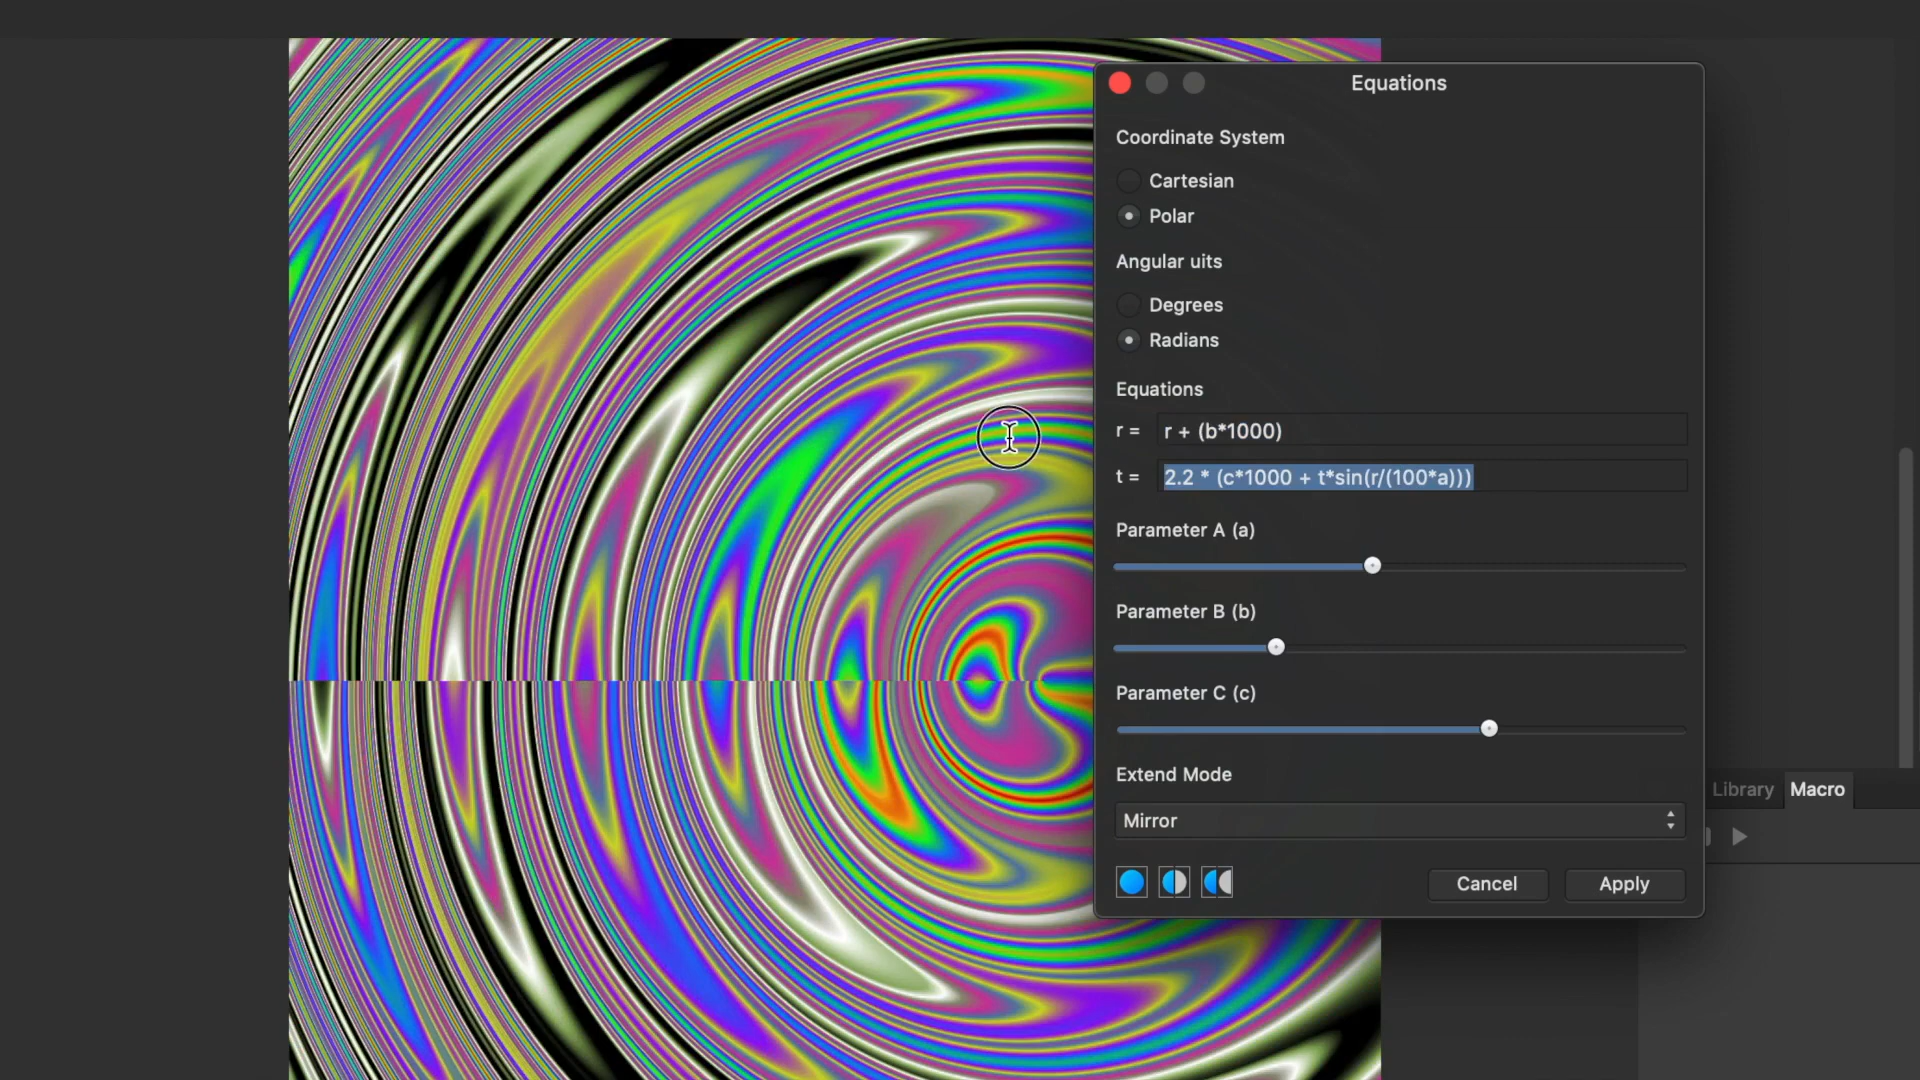 Equations
Coordinate System
Cartesian
Polar
Angular uits
Degrees
Radians
Equations
r = r + (b*1000)
t = 2.2 * (c*1000 + t*sin(r/(100*a)))
Parameter A (a)
Parameter B (b)
Parameter C (c)
Extend Mode
Mirror
Cancel Apply
Library Macro